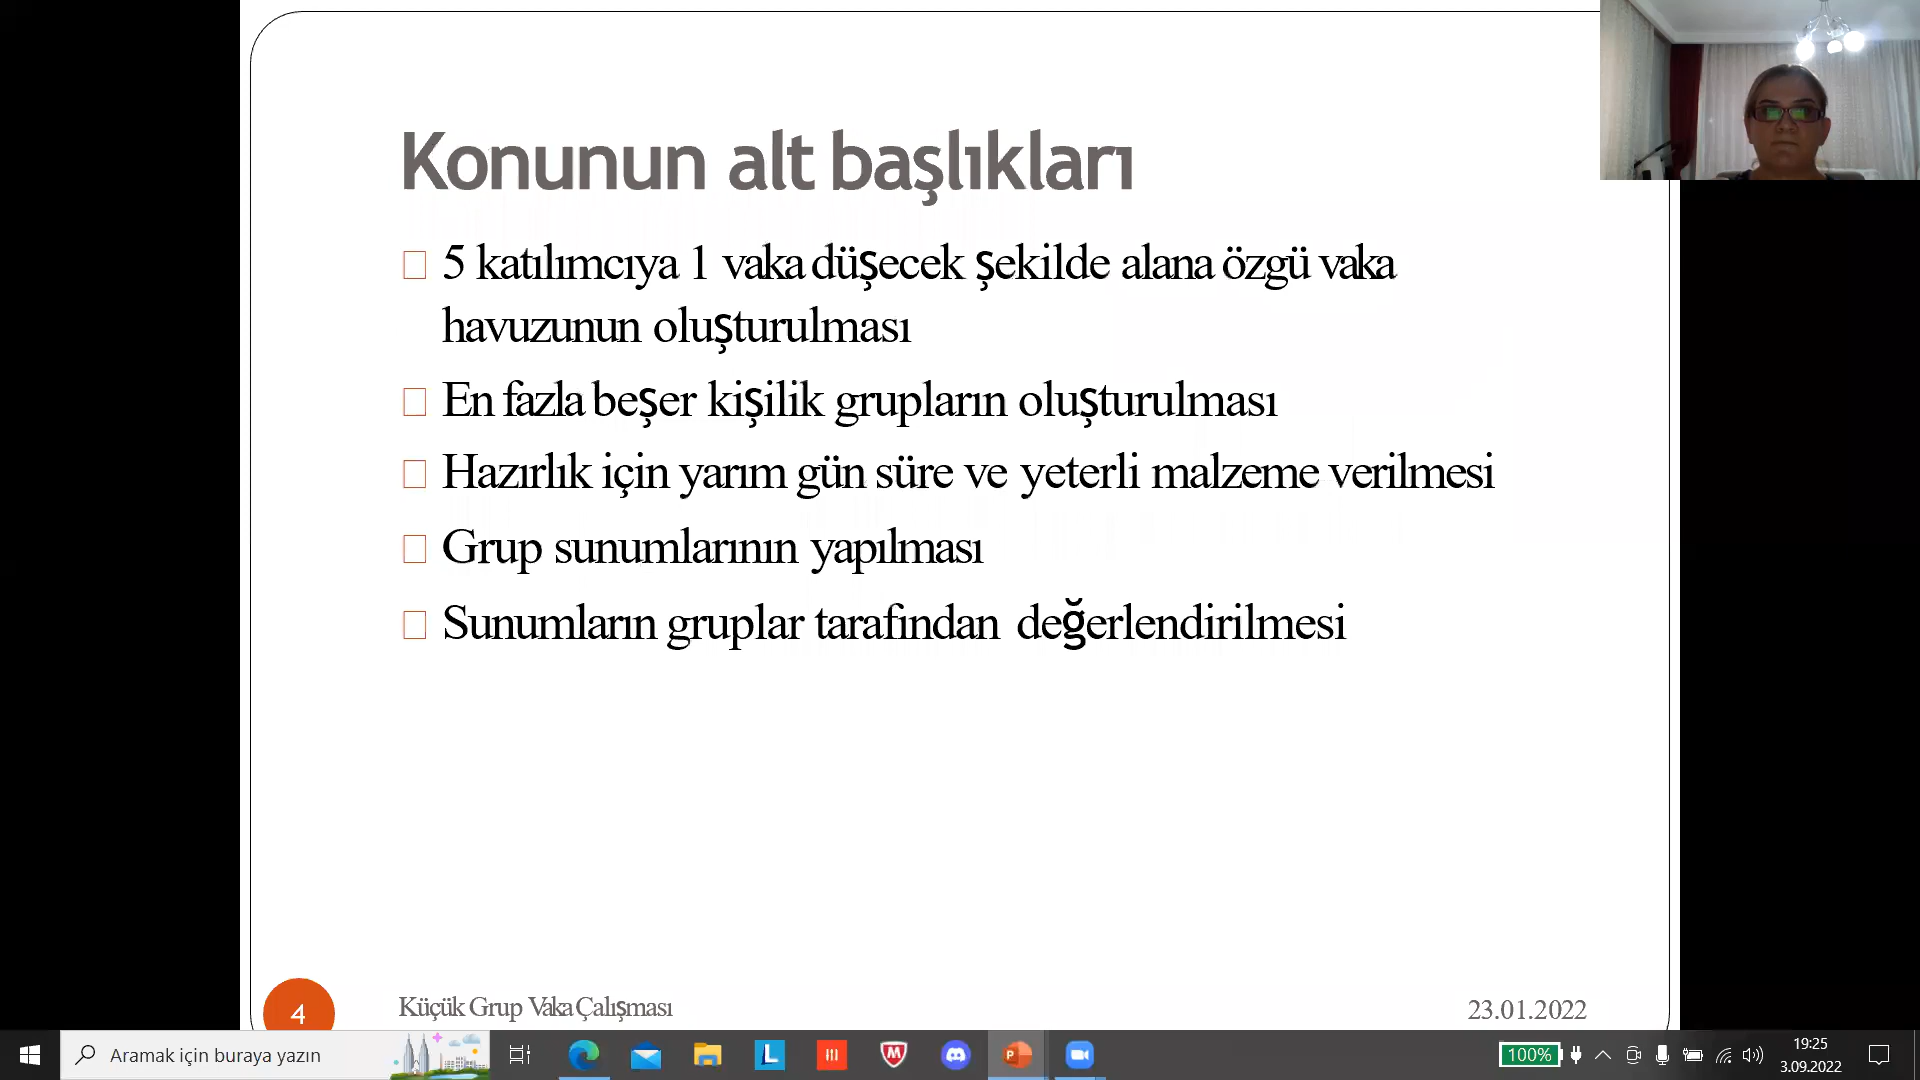 Konunun alt başlıkları
5 katılımcıya 1 vaka düşecek şekilde alana özgü vaka
havuzunun oluşturulması
En fazla beşer kişilik grupların oluşturulması
Hazırlık için yarım gün süre ve yeterli malzeme verilmesi
Grup sunumlarının yapılması
Sunumların gruplar tarafından değerlendirilmesi
4
Küçük Grup Vaka Çalışması
23.01.2022
Aramak için buraya yazın
L
M
P
100%
19:25
3.09.2022